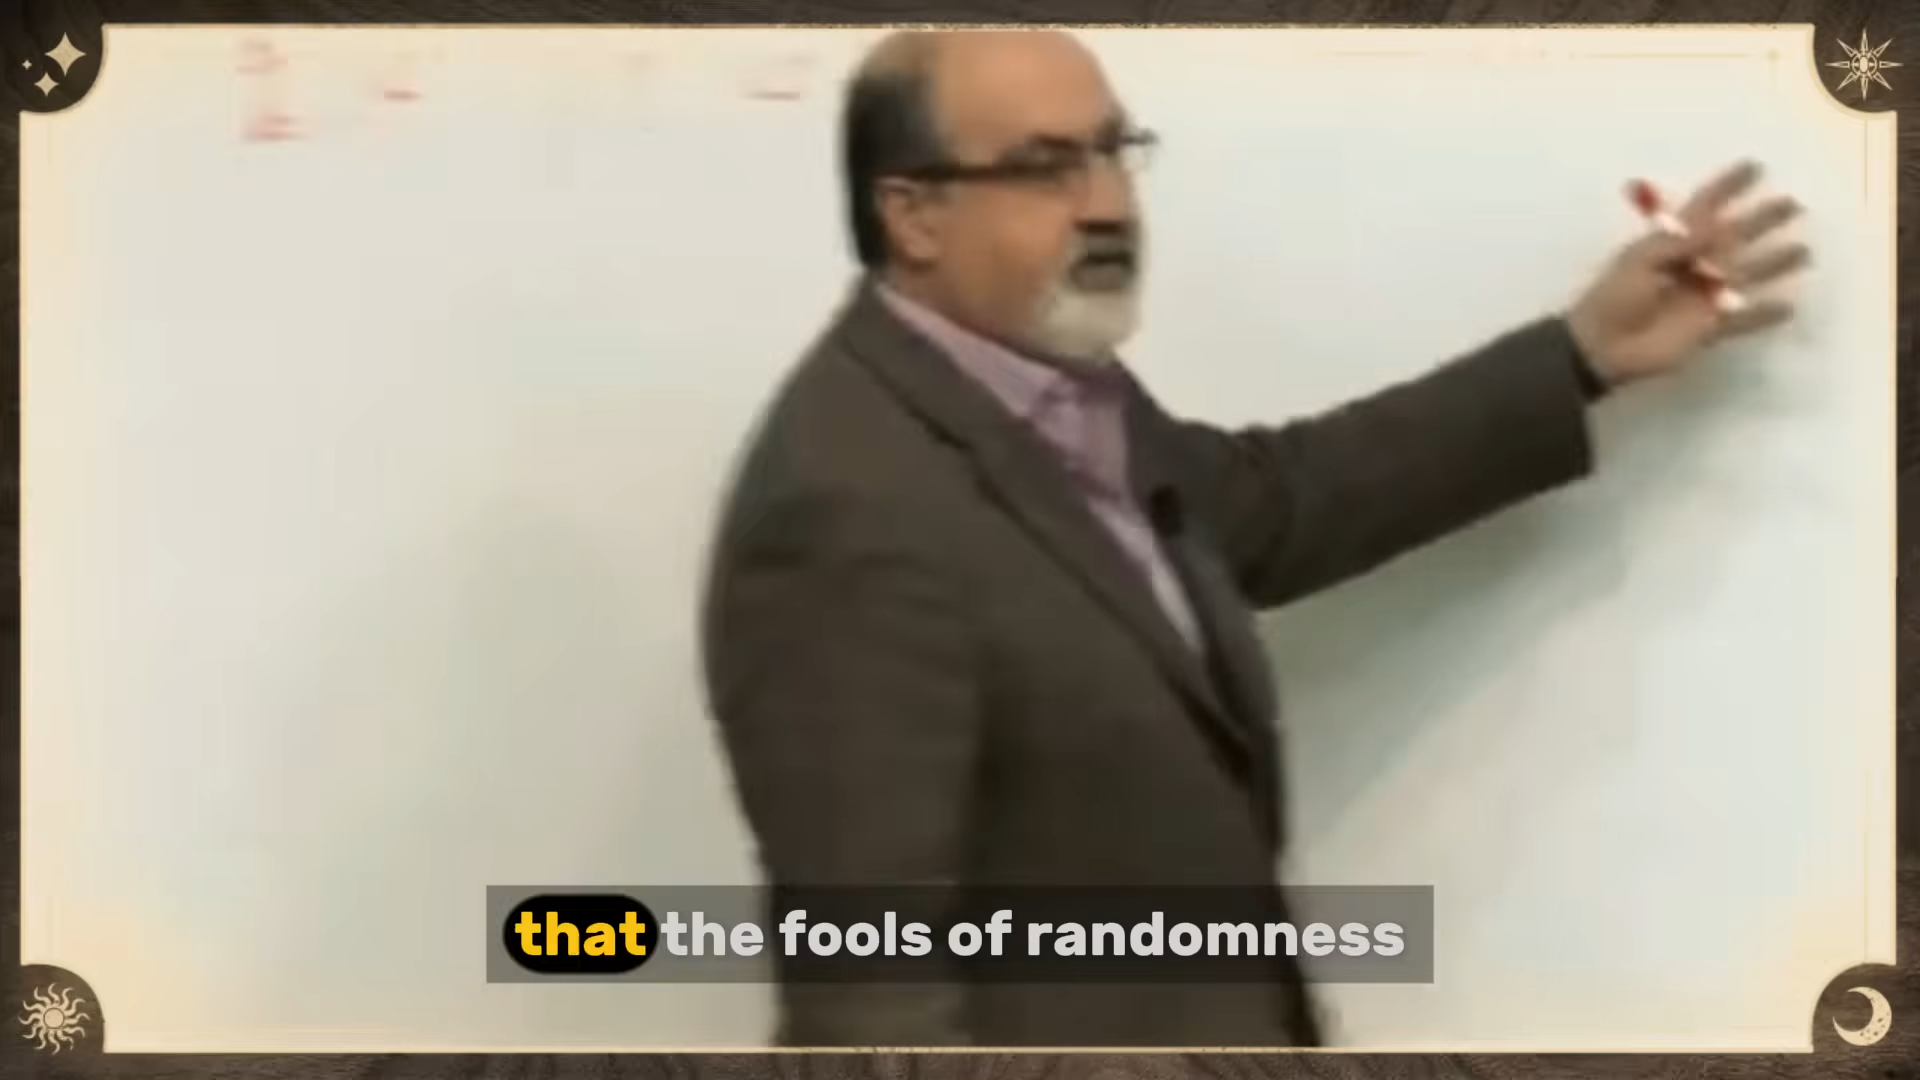 that the fools of randomness